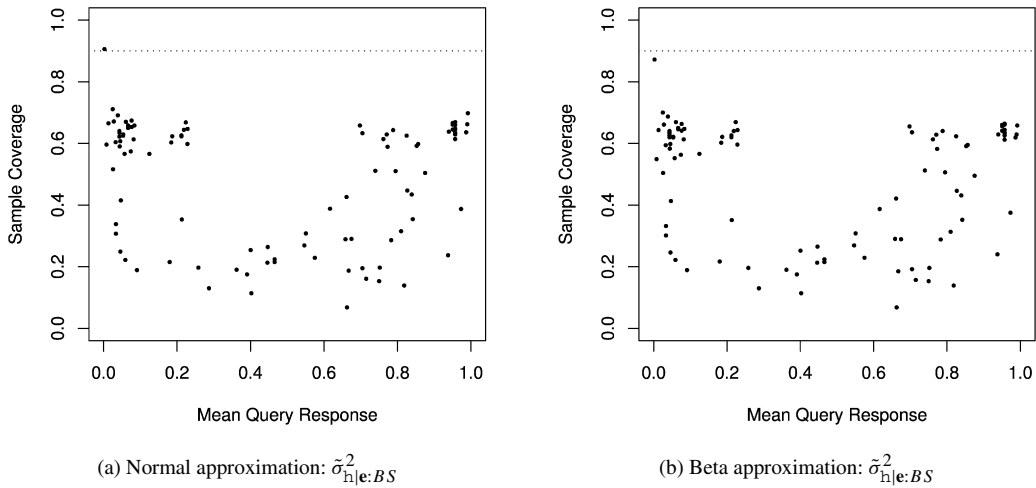 Sample Coverage
1.0
0.8
0.6
0.4
0.2
0.0
0.0 0.2 0.4 0.6 0.8 1.0
Mean Query Response
(a) Normal approximation: σ̃²h|e:BS
Sample Coverage
1.0
0.8
0.6
0.4
0.2
0.0
0.0 0.2 0.4 0.6 0.8 1.0
Mean Query Response
(b) Beta approximation: σ̃²h|e:BS